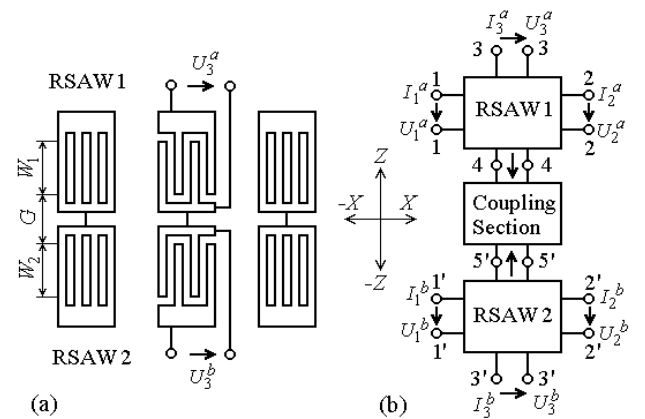 RSAW1
U₃ᵃ
W₁
G
W₂
RSAW2
U₃ᵇ
(a)
I₃ᵃ U₃ᵃ
3 3
1 2
I₁ᵃ RSAW1 I₂ᵃ
U₁ᵃ U₂ᵃ
1 2
4 4
Z
-X X
-Z
Coupling
Section
5' 5'
I₁ᵇ 1' 2' I₂ᵇ
RSAW2
U₁ᵇ 1' 2' U₂ᵇ
3' 3'
I₃ᵇ U₃ᵇ
(b)